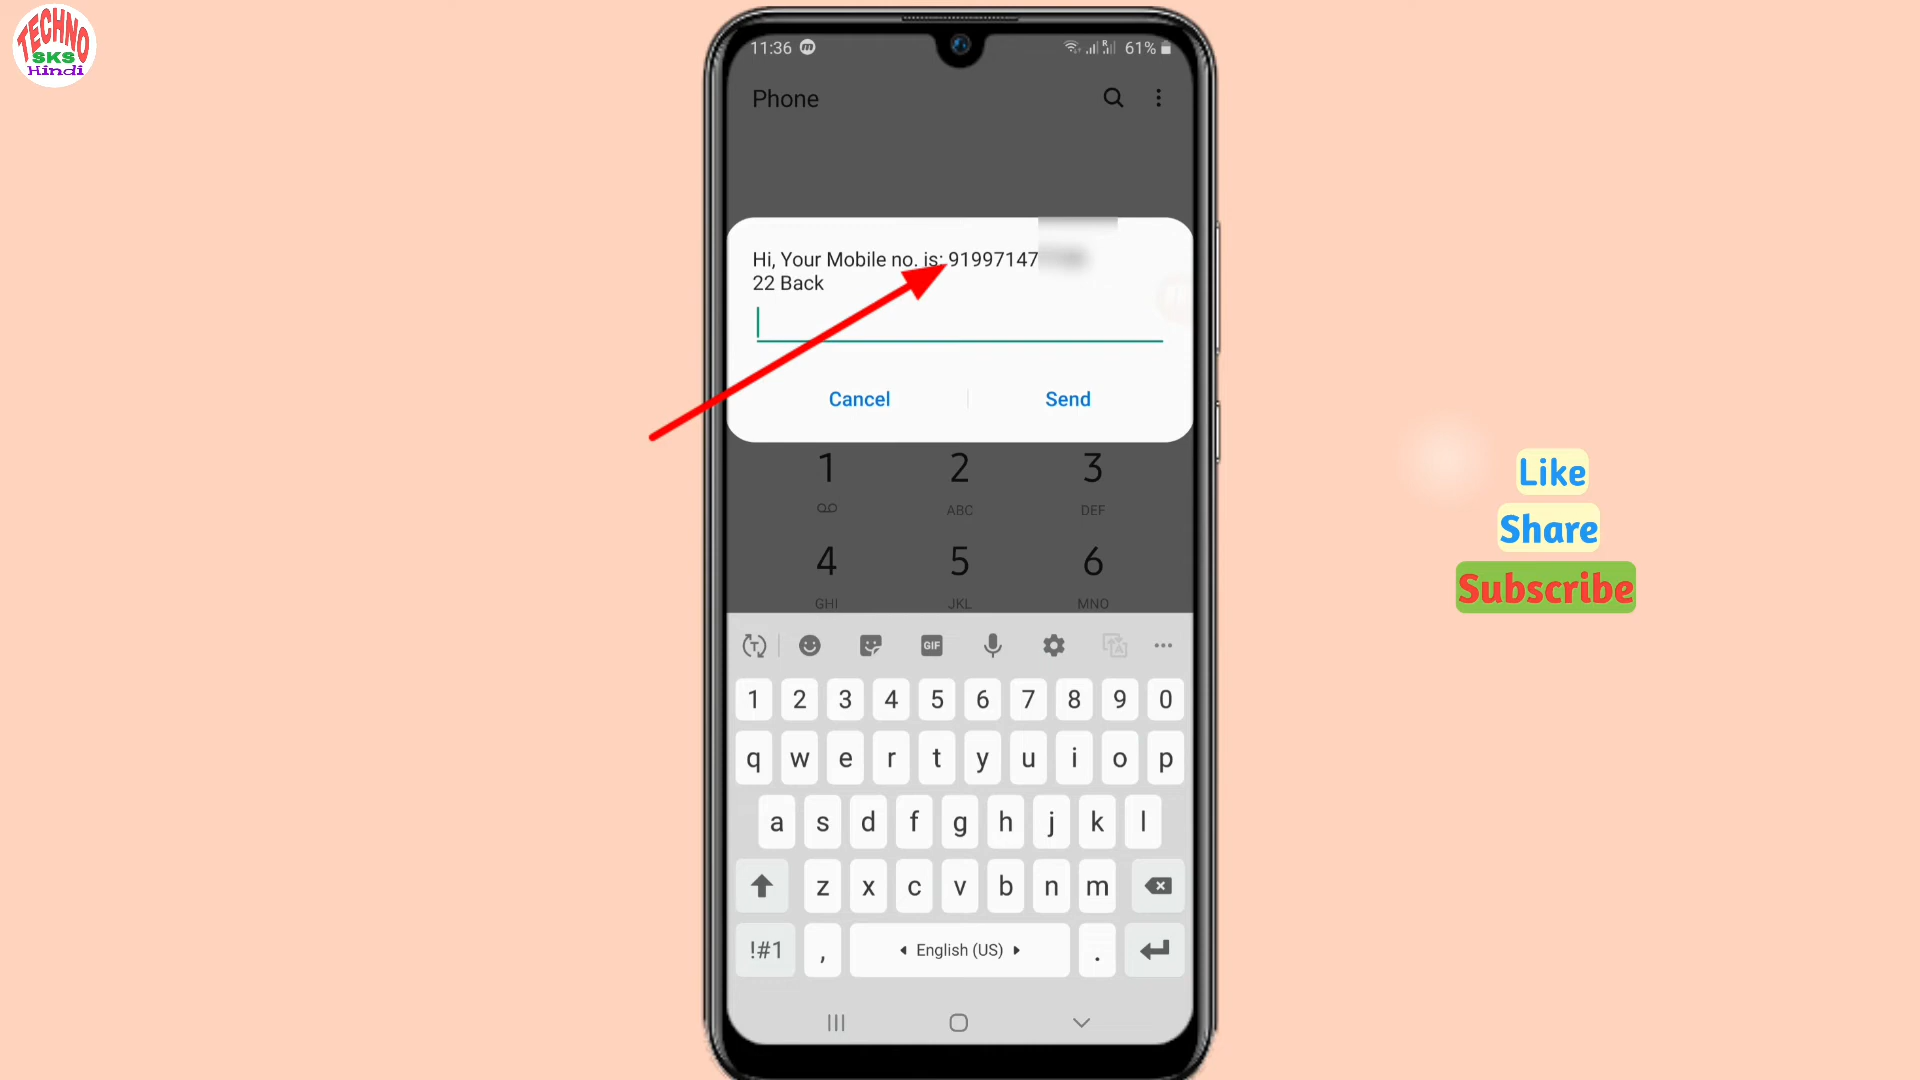 TECHNO
SKS
Hindi
11:36
61%
Phone
Hi, Your Mobile no. is: 91997147
22 Back
Cancel Send
1 2 3
ABC DEF
4 5 6
GHI JKL MNO
Like
Share
Subscribe
GIF
1 2 3 4 5 6 7 8 9 0
q w e r t y u i o p
a s d f g h j k l
z x c v b n m
!#1 , English (US) .